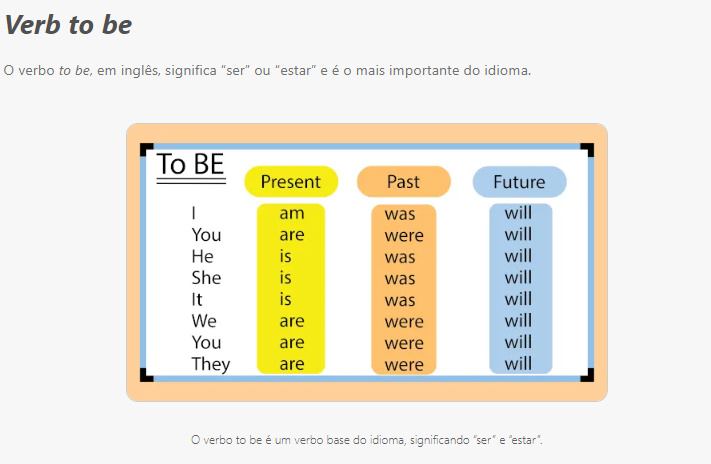 Verb to be
O verbo to be, em inglês, significa “ser” ou “estar” e é o mais importante do idioma.
To BE
Present Past Future
I am was will
You are were will
He is was will
She is was will
It is was will
We are were will
You are were will
They are were will
O verbo to be é um verbo base do idioma, significando “ser” e “estar”.